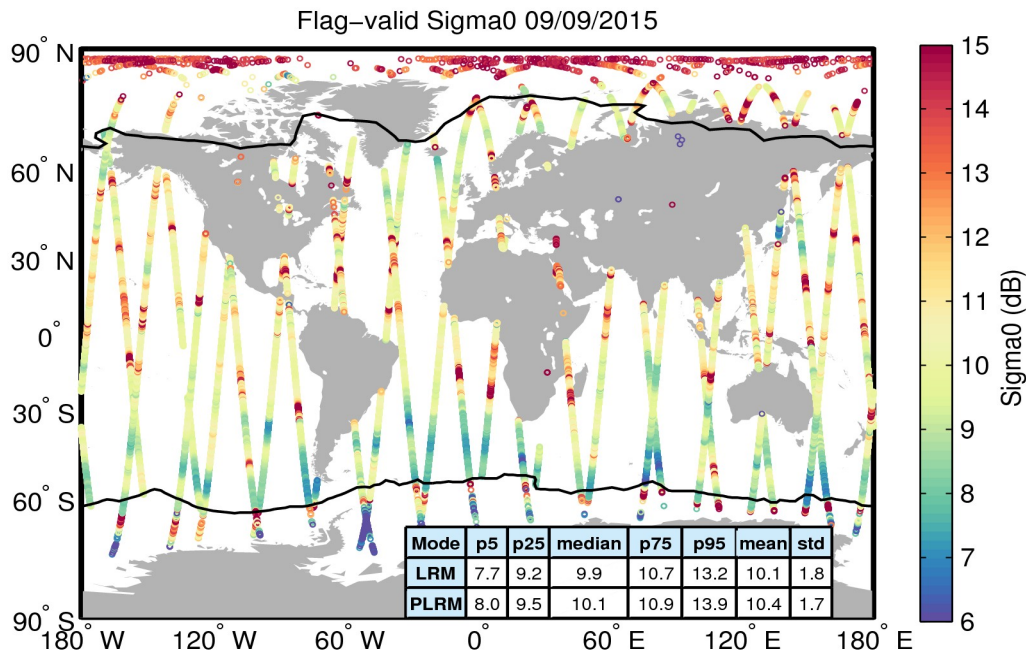 Flag−valid Sigma0 09/09/2015
90° N
60° N
30° N
0°
30° S
60° S
90° S
180° W
120° W
60° W
0°
60° E
120° E
180° E
Mode p5 p25 median p75 p95 mean std
LRM 7.7 9.2 9.9 10.7 13.2 10.1 1.8
PLRM 8.0 9.5 10.1 10.9 13.9 10.4 1.7
15
14
13
12
11
10
9
8
7
6
Sigma0 (dB)